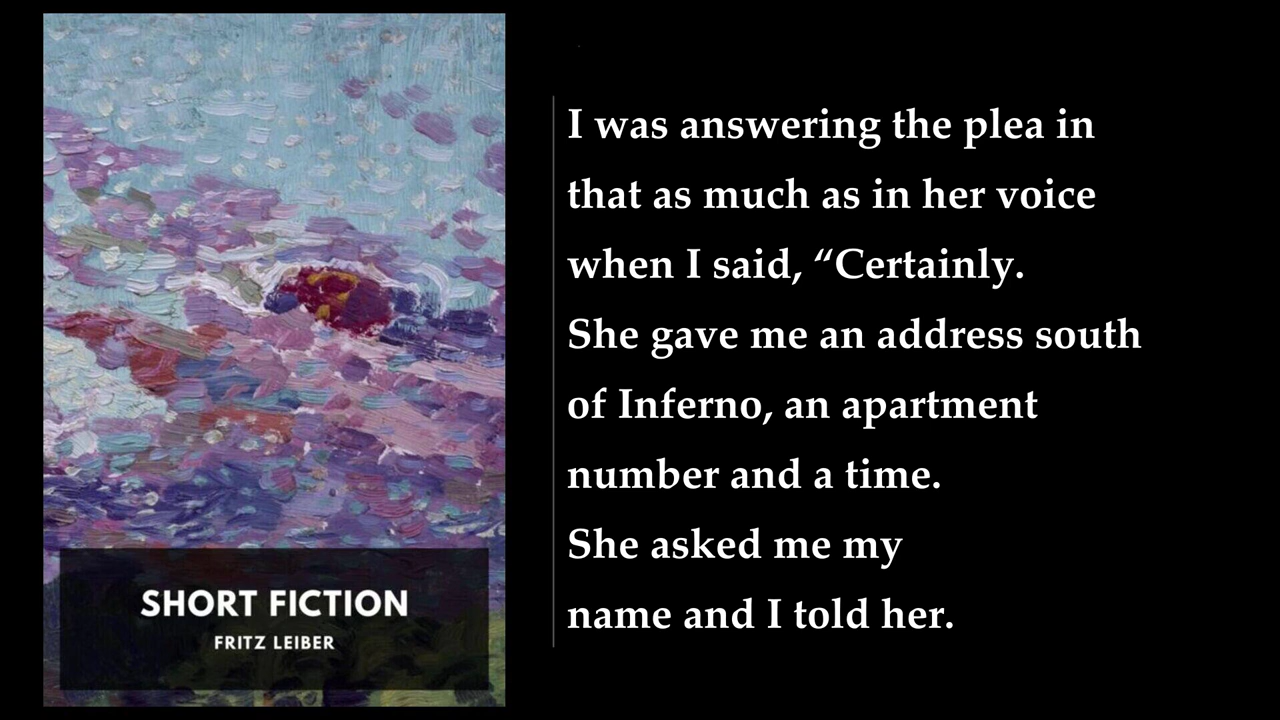 SHORT FICTION
FRITZ LEIBER
I was answering the plea in
that as much as in her voice
when I said, “Certainly.
She gave me an address south
of Inferno, an apartment
number and a time.
She asked me my
name and I told her.